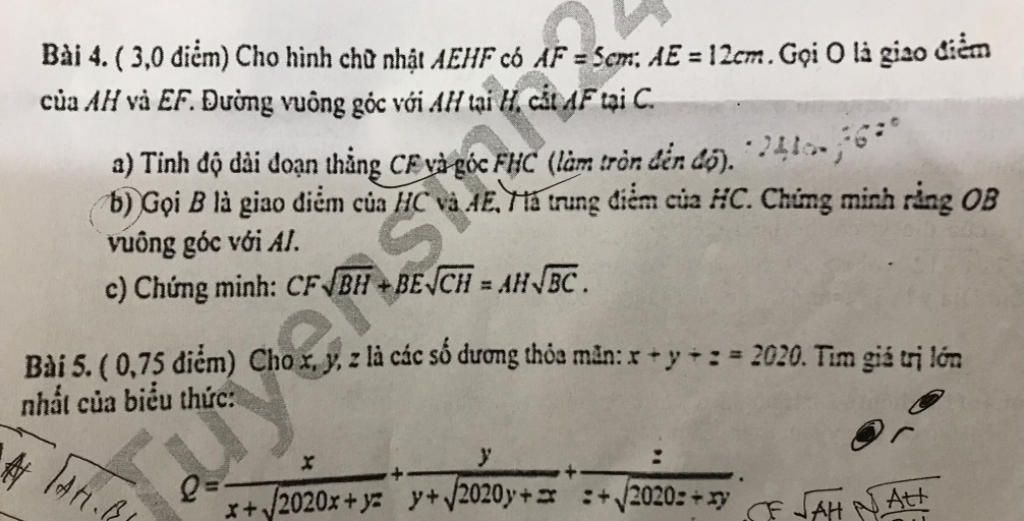 Bài 4. ( 3,0 điểm) Cho hình chữ nhật AEHF có AF = 5cm; AE = 12cm. Gọi O là giao điểm
của AH và EF. Đường vuông góc với AH tại H, cắt AF tại C.
a) Tính độ dài đoạn thẳng CF và góc FHC (làm tròn đến độ).
b) Gọi B là giao điểm của HC và AE, I là trung điểm của HC. Chứng minh rằng OB
vuông góc với AI.
c) Chứng minh: CF√BH + BE√CH = AH√BC.
Bài 5. ( 0,75 điểm) Cho x, y, z là các số dương thỏa mãn: x + y + z = 2020. Tìm giá trị lớn
nhất của biểu thức:
Q = x/(x+√(2020x+yz)) + y/(y+√(2020y+zx)) + z/(z+√(2020z+xy)).
Tuyensinh24
CF √AH